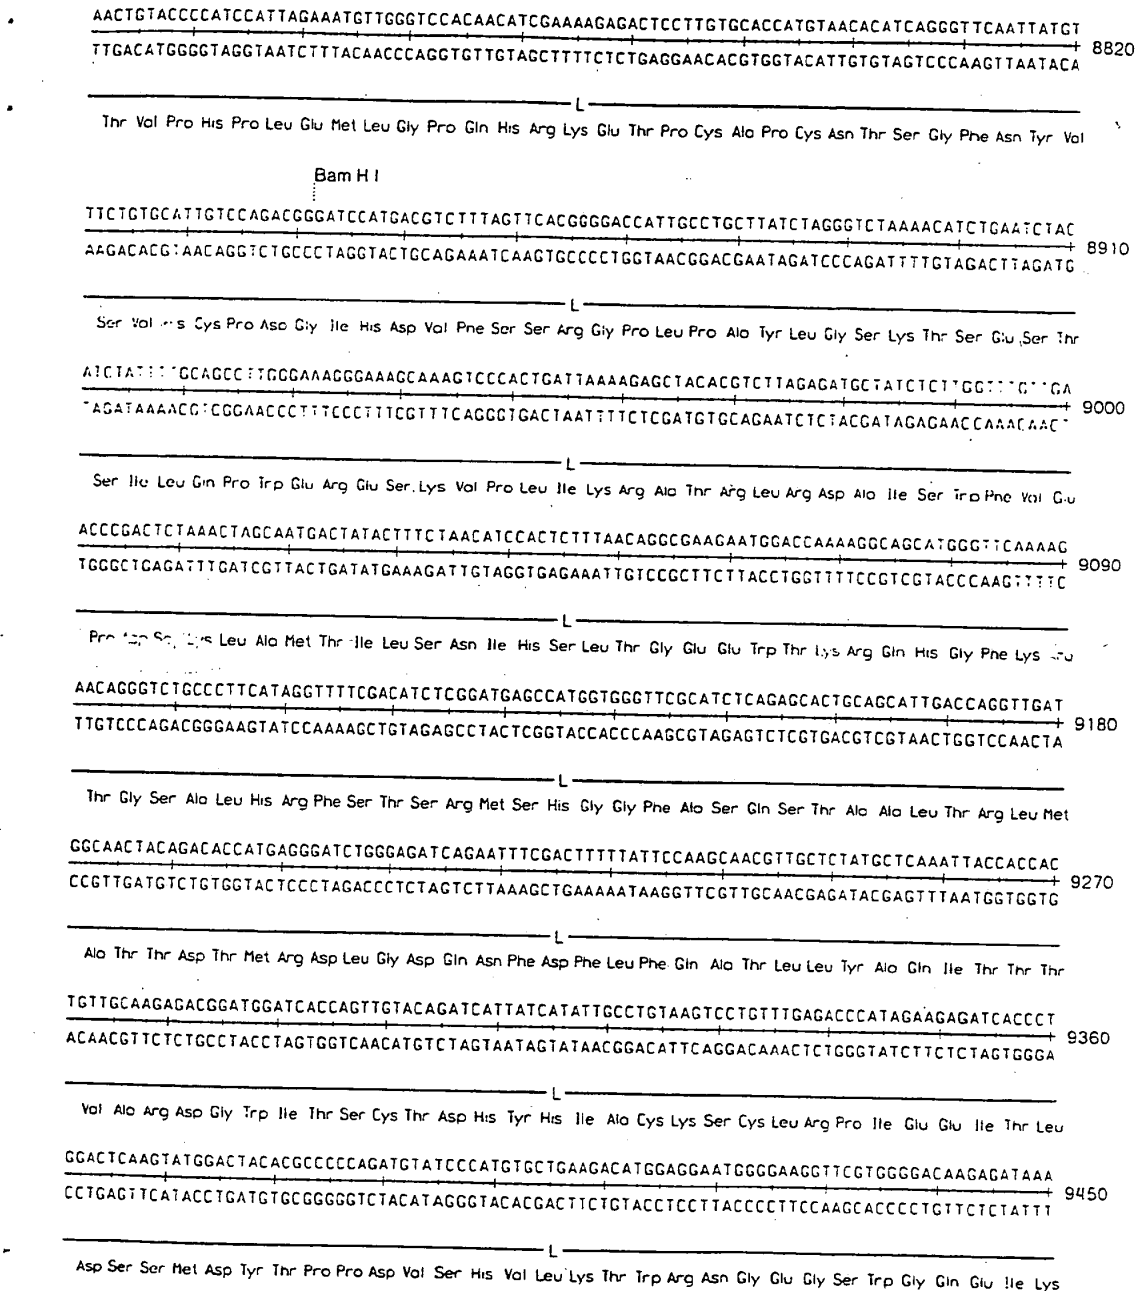 AACTGTACCCCATCCATTAGAAATGTTGGGTCCACAACATCGAAAAGAGACTCCTTGTGCACCATGTAACACATCAGGGTTCAATTATGT
8820
TTGACATGGGGTAGGTAATCTTTACAACCCAGGTGTTGTAGCTTTTCTCTGAGGAACACGTGGTACATTGTGTAGTCCCAAGTTAATACA
L
Thr Val Pro His Pro Leu Glu Met Leu Gly Pro Gln His Arg Lys Glu Thr Pro Cys Ala Pro Cys Asn Thr Ser Gly Phe Asn Tyr Val
Bam H I
TTCTGTGCATTGTCCAGACGGGATCCATGACGTCTTTAGTTCACGGGGACCATTGCCTGCTTATCTAGGGTCTAAAACATCTGAATCTAC
8910
AAGACACGTAACAGGTCTGCCCTAGGTACTGCAGAAATCAAGTGCCCCTGGTAACGGACGAATAGATCCCAGATTTTGTAGACTTAGATG
L
Ser Val Cys Pro Asp Gly Ile His Asp Val Phe Ser Ser Arg Gly Pro Leu Pro Ala Tyr Leu Gly Ser Lys Thr Ser Glu Ser Thr
9000
TAGATAAAACGTCGGAACCCTTTCCCTTTCGTTTCAGGGTGACTAATTTTCTCGATGTGCAGAATCTCTACGATAGAGAACCAAACAACT
L
Ser Ile Leu Gln Pro Trp Glu Arg Glu Ser Lys Val Pro Leu Ile Lys Arg Ala Thr Arg Leu Arg Asp Ala Ile Ser Trp Phe Val Glu
ACCCGACTCTAAACTAGCAATGACTATACTTTCTAACATCCACTCTTTAACAGGCGAAGAATGGACCAAAAGGCAGCATGGGTTCAAAAG
9090
TGGGCTGAGATTTGATCGTTACTGATATGAAAGATTGTAGGTGAGAAATTGTCCGCTTCTTACCTGGTTTTCCGTCGTACCCAAGTTTTC
L
Leu Ala Met Thr Ile Leu Ser Asn Ile His Ser Leu Thr Gly Glu Glu Trp Thr Lys Arg Gln His Gly Phe Lys
AACAGGGTCTGCCCTTCATAGGTTTTCGACATCTCGGATGAGCCATGGTGGGTTCGCATCTCAGAGCACTGCAGCATTGACCAGGTTGAT
9180
TTGTCCCAGACGGGAAGTATCCAAAAGCTGTAGAGCCTACTCGGTACCACCCAAGCGTAGAGTCTCGTGACGTCGTAACTGGTCCAACTA
L
Thr Gly Ser Ala Leu His Arg Phe Ser Thr Ser Arg Met Ser His Gly Gly Phe Ala Ser Gln Ser Thr Ala Ala Leu Thr Arg Leu Met
GGCAACTACAGACACCATGAGGGATCTGGGAGATCAGAATTTCGACTTTTTATTCCAAGCAACGTTGCTCTATGCTCAAATTACCACCAC
9270
CCGTTGATGTCTGTGGTACTCCCTAGACCCTCTAGTCTTAAAGCTGAAAAATAAGGTTCGTTGCAACGAGATACGAGTTTAATGGTGGTG
L
Ala Thr Thr Asp Thr Met Arg Asp Leu Gly Asp Gln Asn Phe Asp Phe Leu Phe Gln Ala Thr Leu Leu Tyr Ala Gln Ile Thr Thr Thr
TGTTGCAAGAGACGGATGGATCACCAGTTGTACAGATCATTATCATATTGCCTGTAAGTCCTGTTTGAGACCCATAGAAGAGATCACCCT
9360
ACAACGTTCTCTGCCTACCTAGTGGTCAACATGTCTAGTAATAGTATAACGGACATTCAGGACAAACTCTGGGTATCTTCTCTAGTGGGA
L
Val Ala Arg Asp Gly Trp Ile Thr Ser Cys Thr Asp His Tyr His Ile Ala Cys Lys Ser Cys Leu Arg Pro Ile Glu Glu Ile Thr Leu
GGACTCAAGTATGGACTACACGCCCCCAGATGTATCCCATGTGCTGAAGACATGGAGGAATGGGGAAGGTTCGTGGGGACAAGAGATAAA
9450
CCTGAGTTCATACCTGATGTGCGGGGGTCTACATAGGGTACACGACTTCTGTACCTCCTTACCCCTTCCAAGCACCCCTGTTCTCTATTT
L
Asp Ser Ser Met Asp Tyr Thr Pro Pro Asp Val Ser His Val Leu Lys Thr Trp Arg Asn Gly Glu Gly Ser Trp Gly Gln Glu Ile Lys